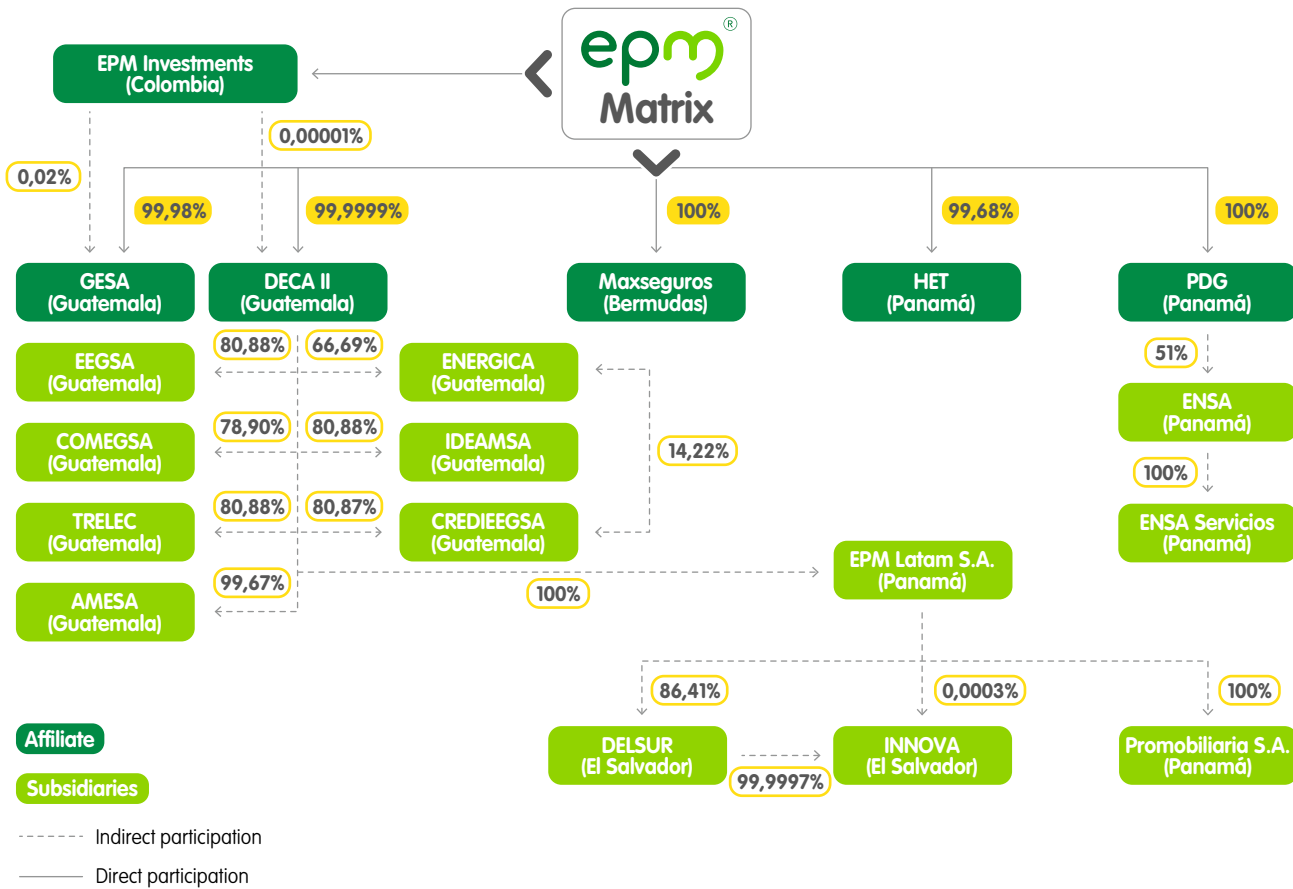 epm®
Matrix
EPM Investments
(Colombia)
0,00001%
0,02%
99,98%
99,9999%
100%
99,68%
100%
GESA
(Guatemala)
DECA II
(Guatemala)
Maxseguros
(Bermudas)
HET
(Panamá)
PDG
(Panamá)
80,88%
66,69%
51%
EEGSA
(Guatemala)
ENERGICA
(Guatemala)
ENSA
(Panamá)
78,90%
80,88%
COMEGSA
(Guatemala)
IDEAMSA
(Guatemala)
14,22%
100%
80,88%
80,87%
TRELEC
(Guatemala)
CREDIEEGSA
(Guatemala)
ENSA Servicios
(Panamá)
EPM Latam S.A.
(Panamá)
99,67%
100%
AMESA
(Guatemala)
86,41%
0,0003%
100%
DELSUR
(El Salvador)
99,9997%
INNOVA
(El Salvador)
Promobiliaria S.A.
(Panamá)
Affiliate
Subsidiaries
Indirect participation
Direct participation